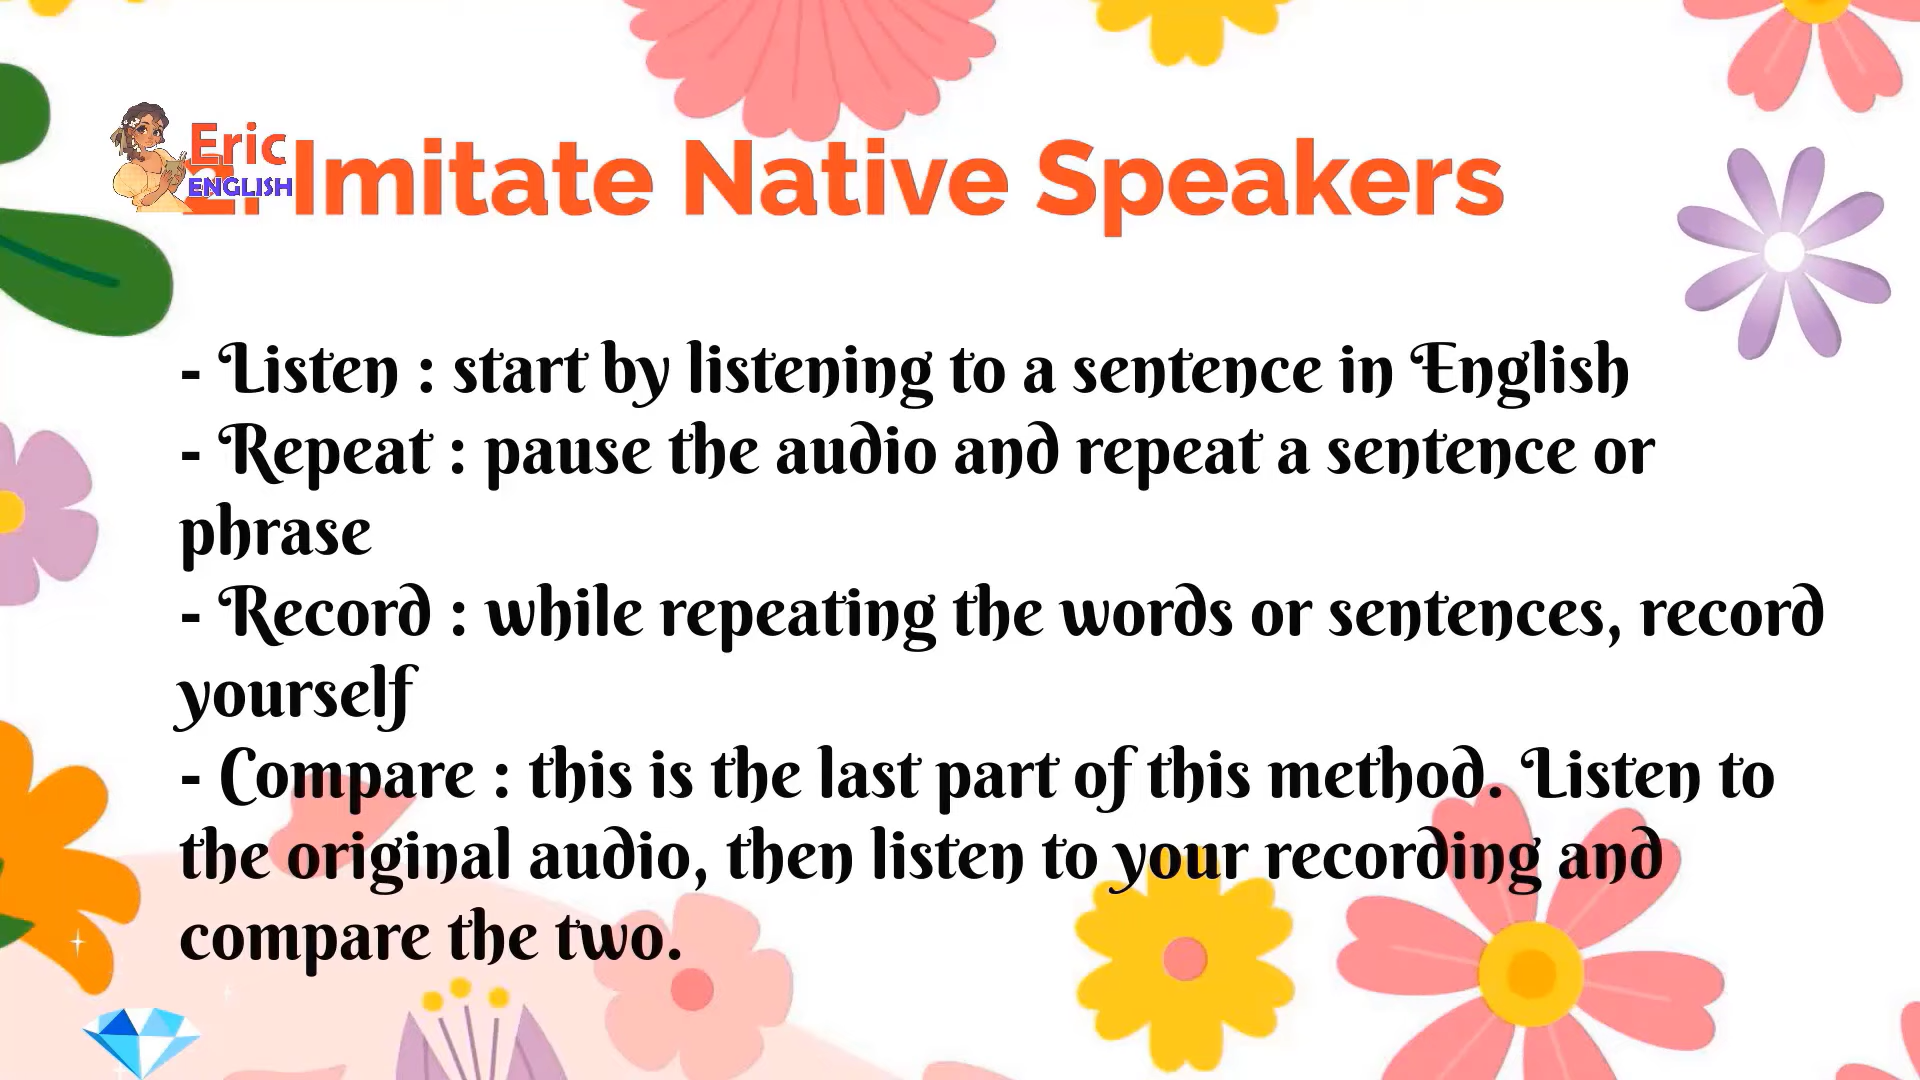 Eric
ENGLISH
2. Imitate Native Speakers
- Listen : start by listening to a sentence in English
- Repeat : pause the audio and repeat a sentence or
phrase
- Record : while repeating the words or sentences, record
yourself
- Compare : this is the last part of this method. Listen to
the original audio, then listen to your recording and
compare the two.